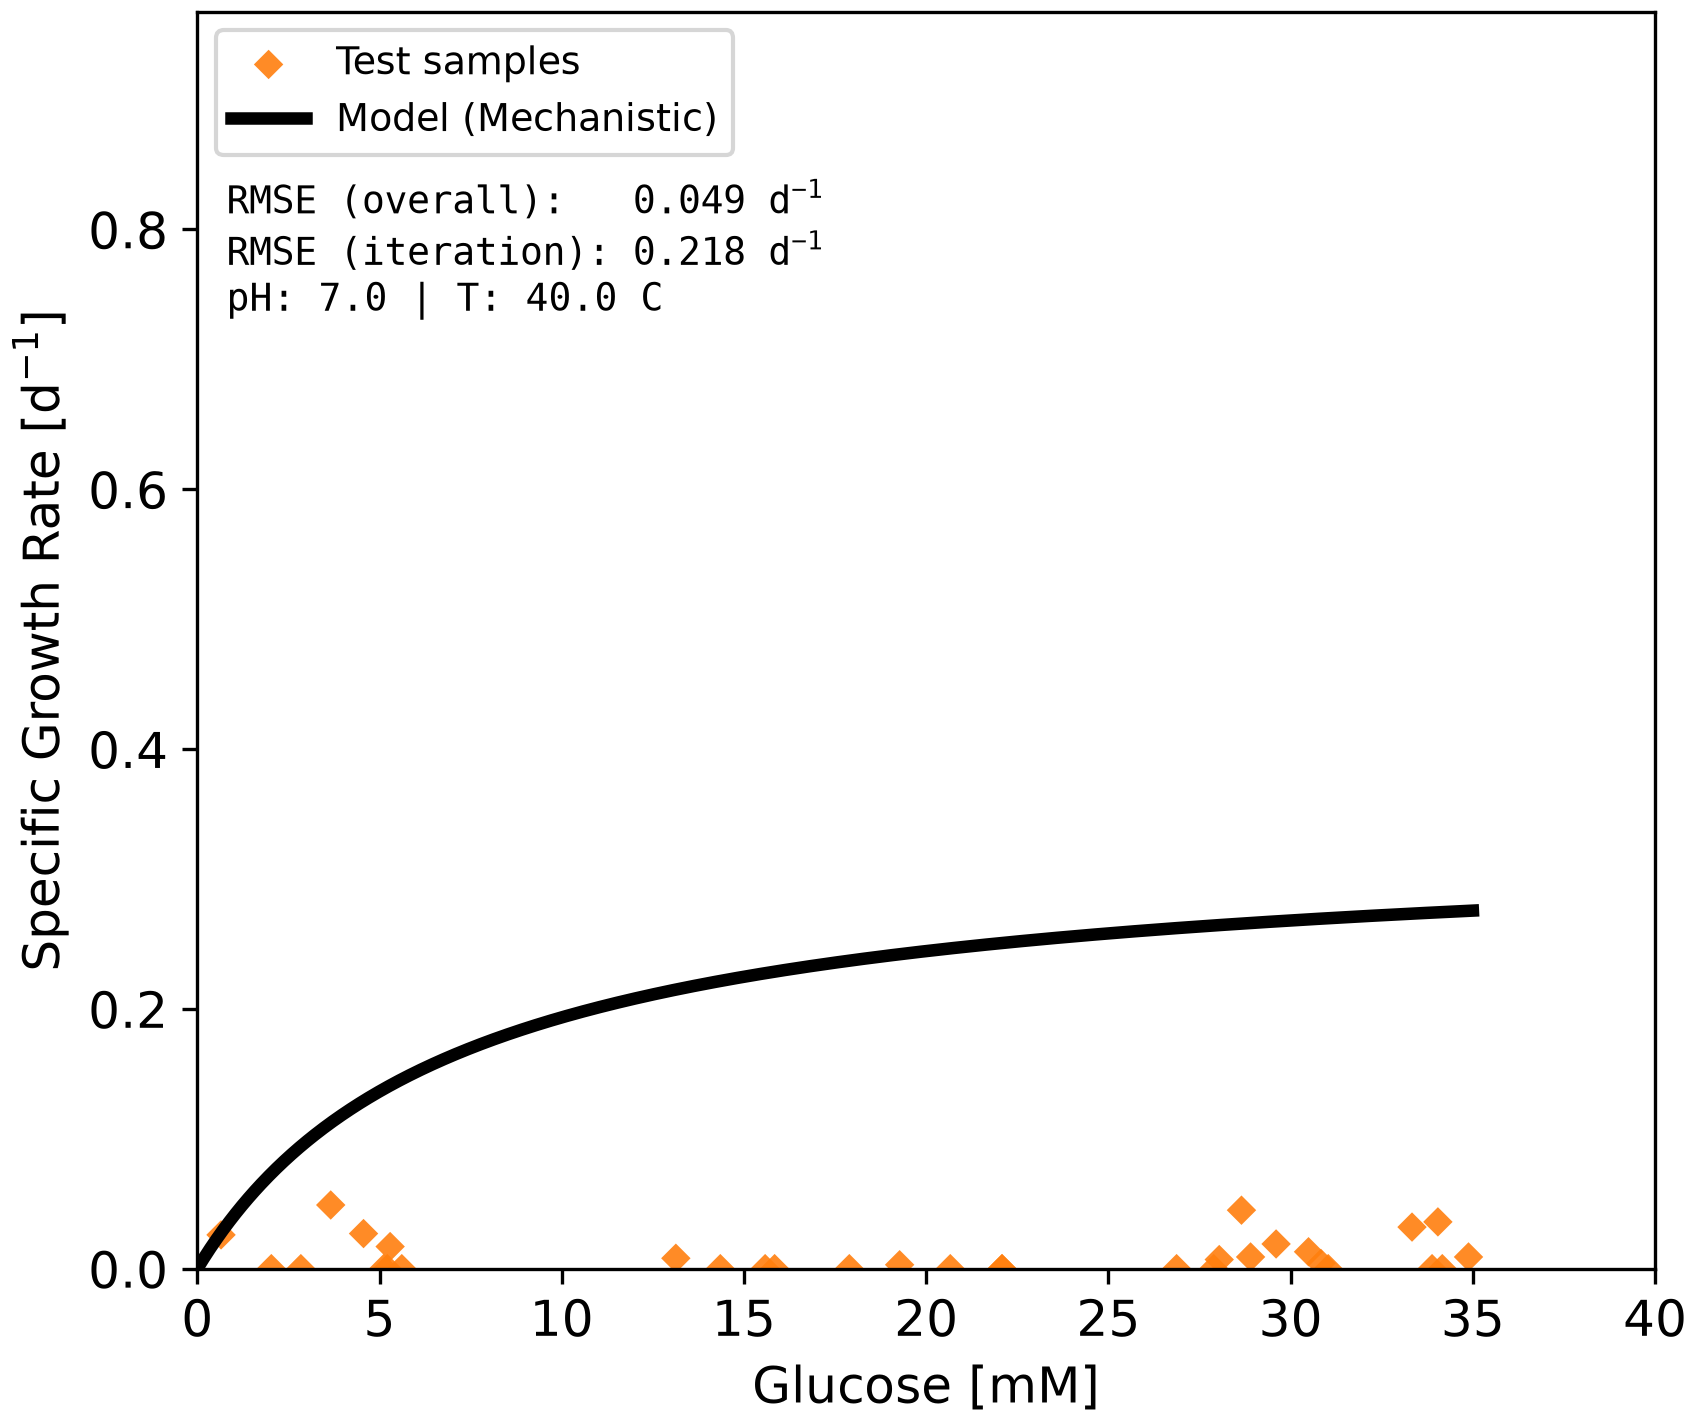 Test samples
Model (Mechanistic)
RMSE (overall):   0.049 d⁻¹
RMSE (iteration): 0.218 d⁻¹
pH: 7.0 | T: 40.0 C
Specific Growth Rate [d⁻¹]
0.8
0.6
0.4
0.2
0.0
0 5 10 15 20 25 30 35 40
Glucose [mM]